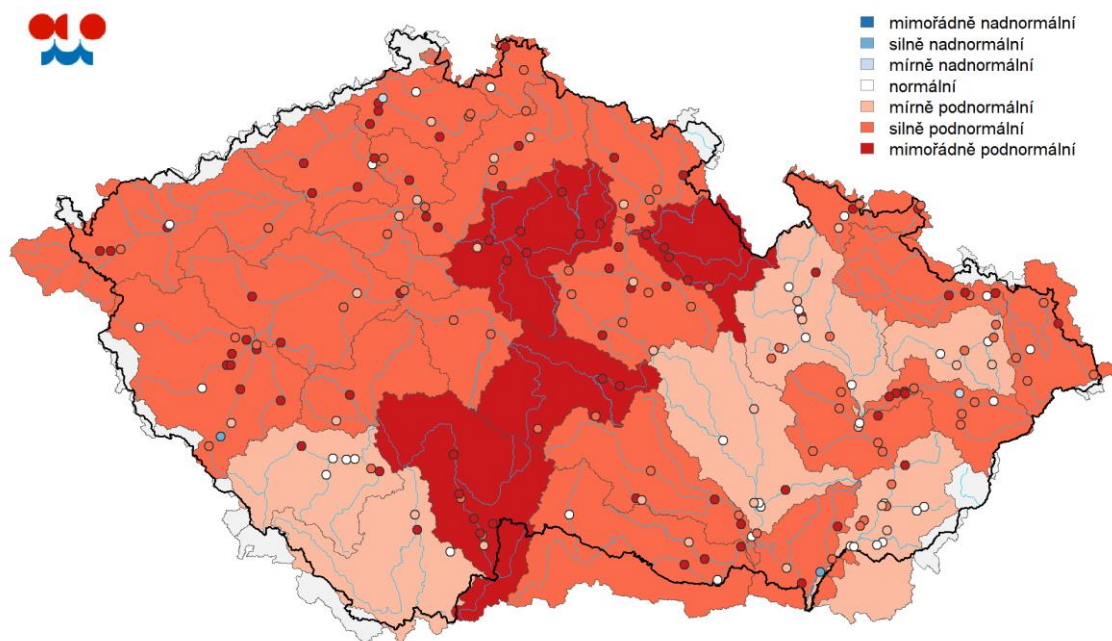 mimořádně nadnormální
silně nadnormální
mírně nadnormální
normální
mírně podnormální
silně podnormální
mimořádně podnormální